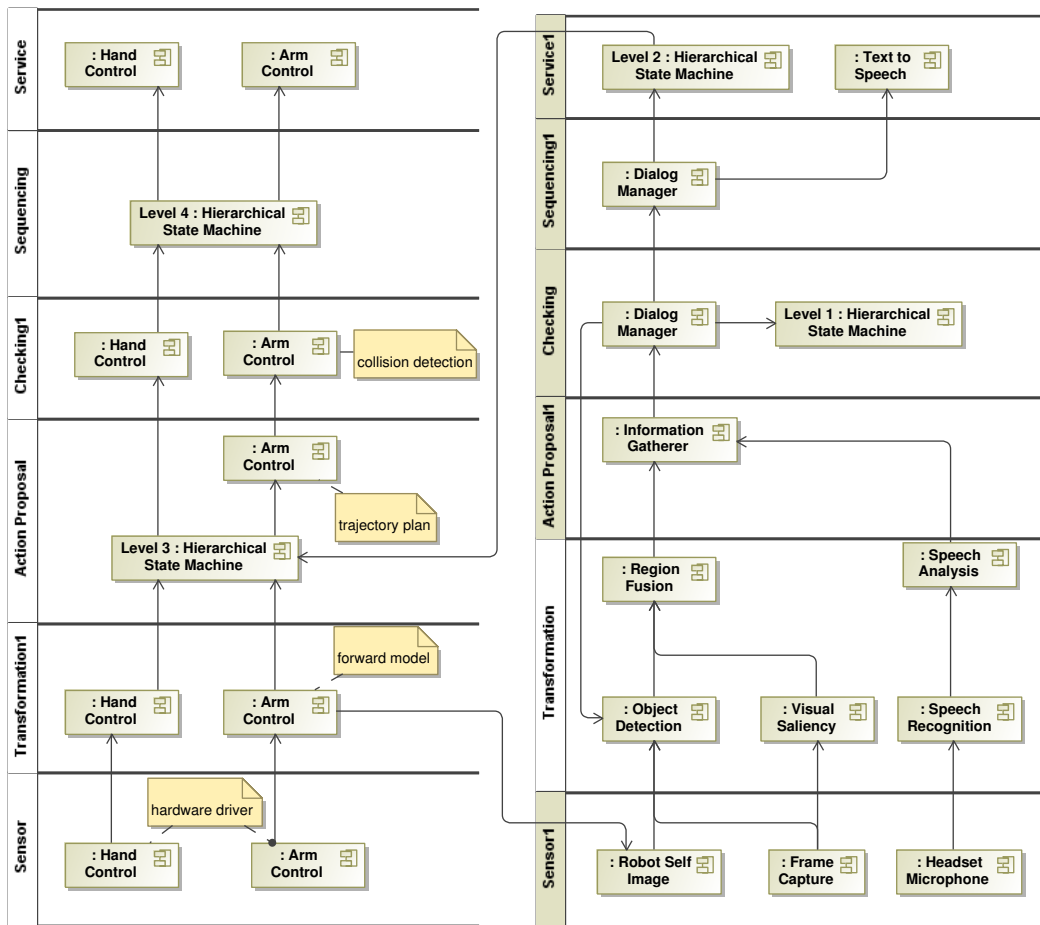 Service
: Hand
Control
: Arm
Control
Sequencing
Level 4 : Hierarchical
State Machine
Checking1
: Hand
Control
: Arm
Control
collision detection
Action Proposal
: Arm
Control
trajectory plan
Level 3 : Hierarchical
State Machine
Transformation1
forward model
: Hand
Control
: Arm
Control
Sensor
hardware driver
: Hand
Control
: Arm
Control
Service1
Level 2 : Hierarchical
State Machine
: Text to
Speech
Sequencing1
: Dialog
Manager
Checking
: Dialog
Manager
Level 1 : Hierarchical
State Machine
Action Proposal1
: Information
Gatherer
Transformation
: Region
Fusion
: Speech
Analysis
: Object
Detection
: Visual
Saliency
: Speech
Recognition
Sensor1
: Robot Self
Image
: Frame
Capture
: Headset
Microphone